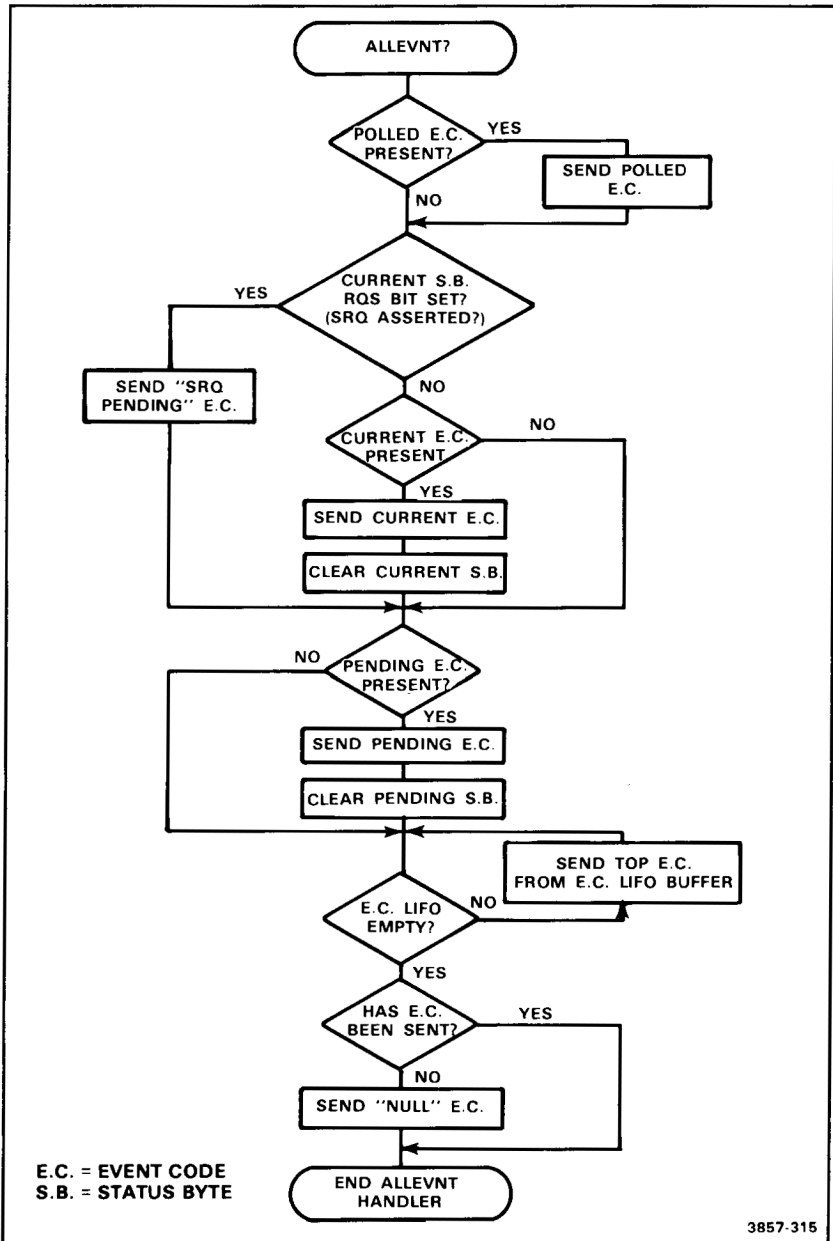 ALLEVNT?
POLLED E.C.
PRESENT?
YES
SEND POLLED
E.C.
NO
CURRENT S.B.
RQS BIT SET?
(SRQ ASSERTED?)
YES
SEND "SRQ
PENDING" E.C.
NO
CURRENT E.C.
PRESENT
NO
YES
SEND CURRENT E.C.
CLEAR CURRENT S.B.
NO
PENDING E.C.
PRESENT?
YES
SEND PENDING E.C.
CLEAR PENDING S.B.
SEND TOP E.C.
FROM E.C. LIFO BUFFER
E.C. LIFO
EMPTY?
NO
YES
HAS E.C.
BEEN SENT?
YES
NO
SEND "NULL" E.C.
E.C. = EVENT CODE
S.B. = STATUS BYTE
END ALLEVNT
HANDLER
3857-315